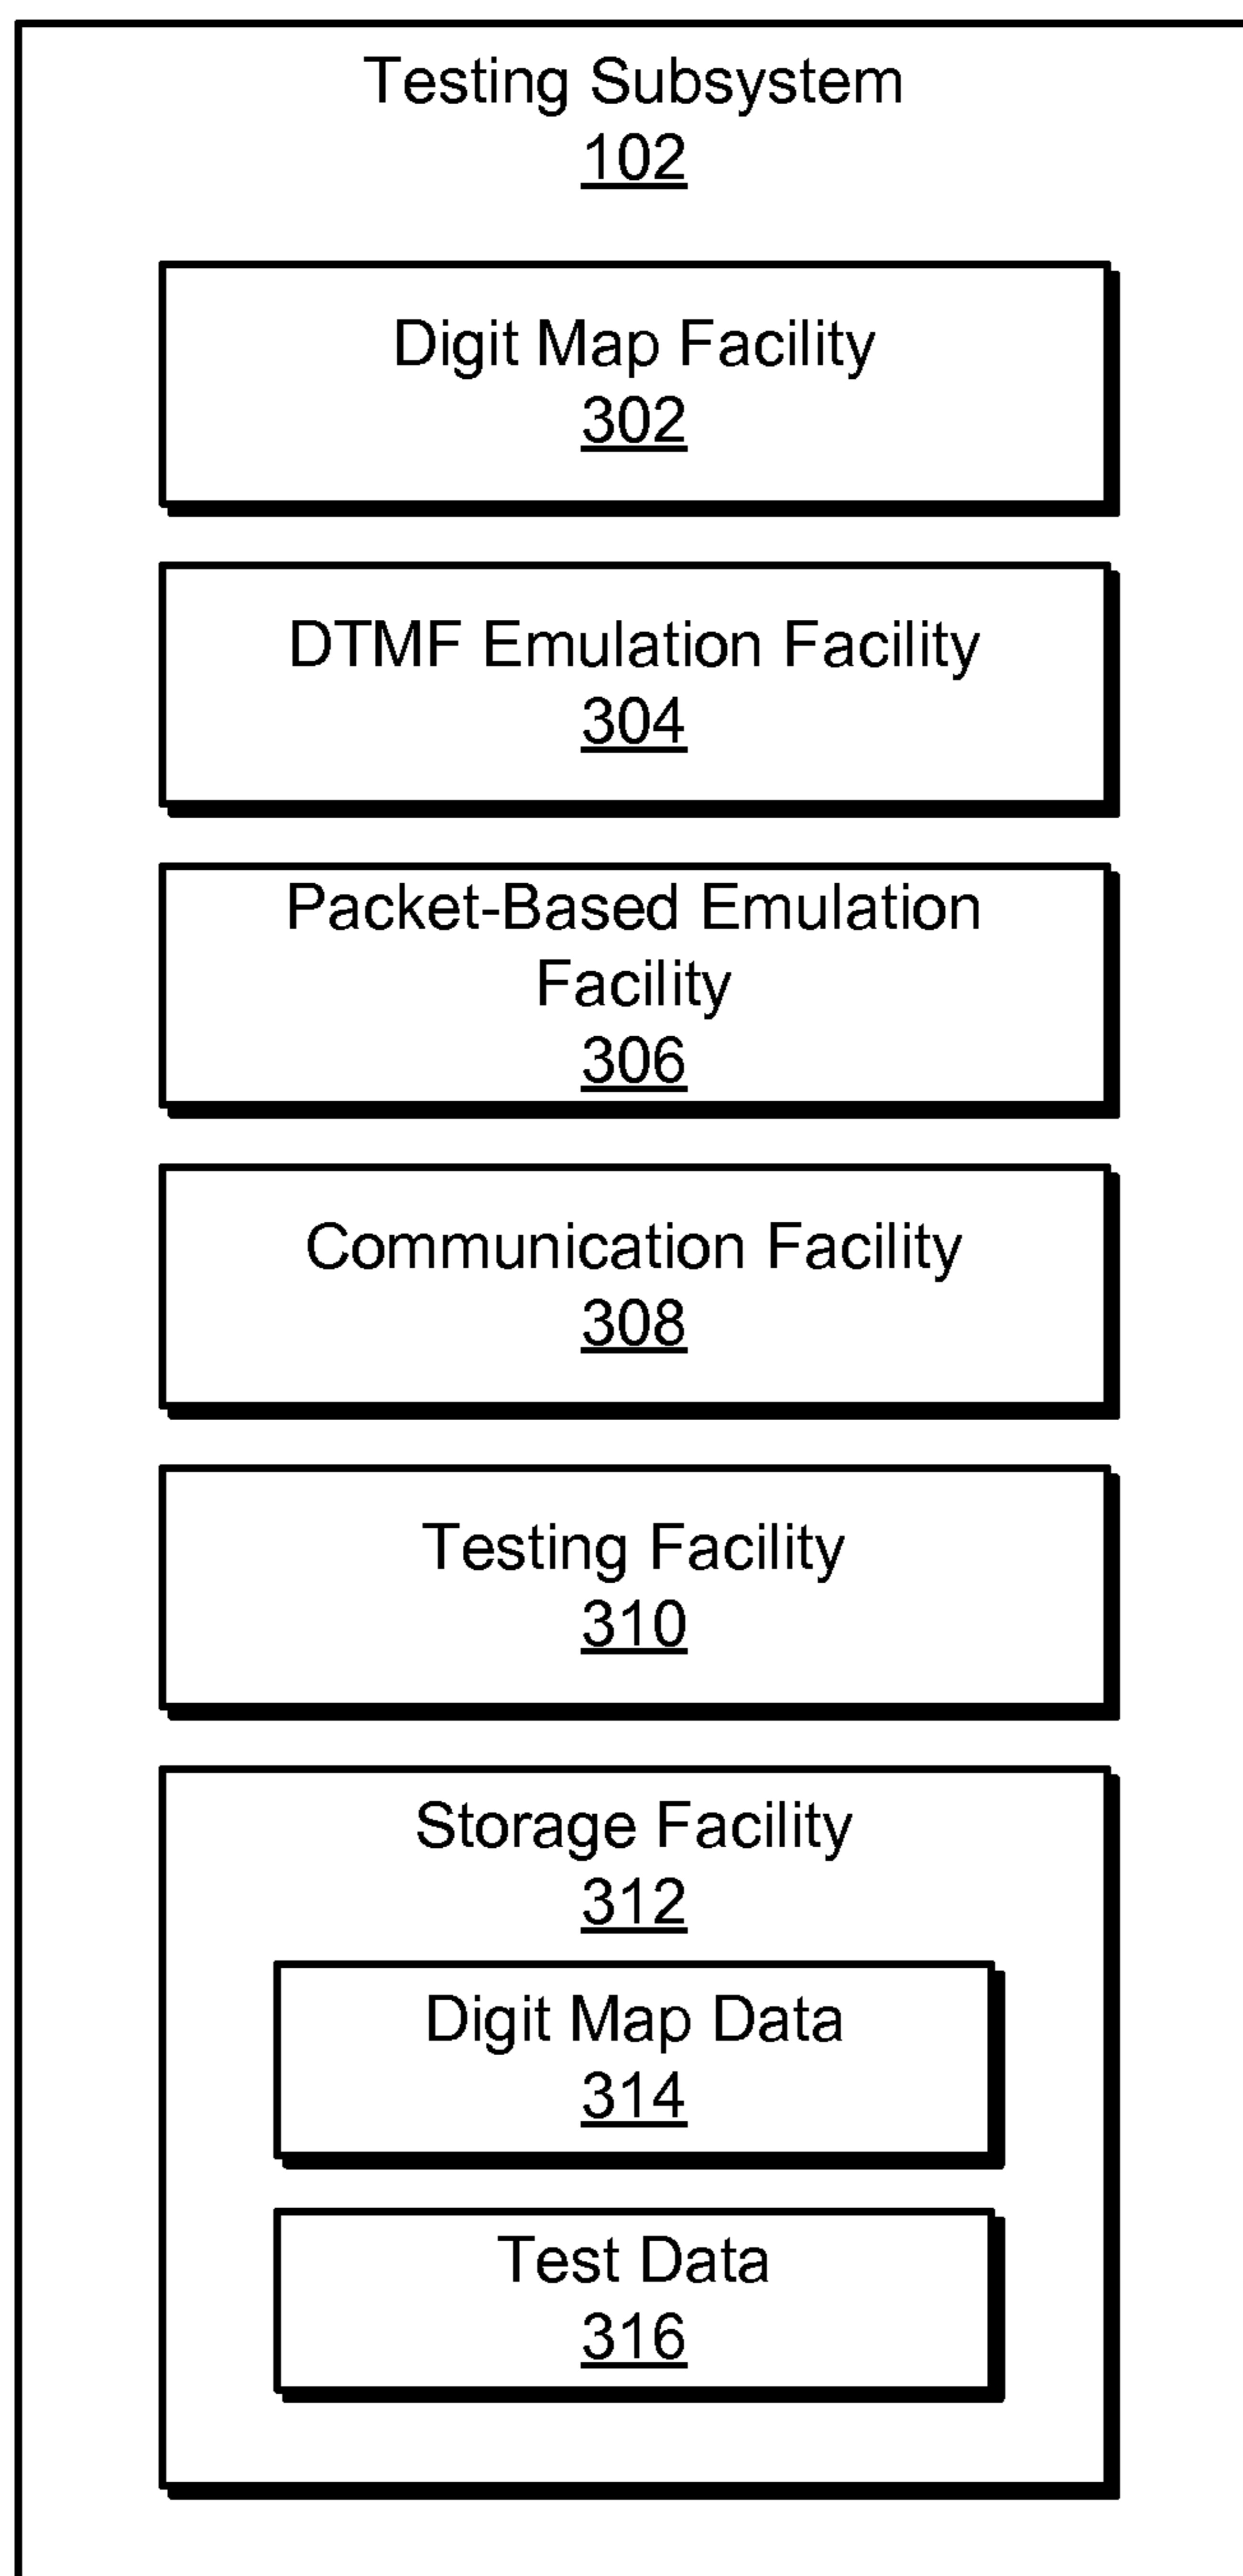 Testing Subsystem
102
Digit Map Facility
302
DTMF Emulation Facility
304
Packet-Based Emulation
Facility
306
Communication Facility
308
Testing Facility
310
Storage Facility
312
Digit Map Data
314
Test Data
316